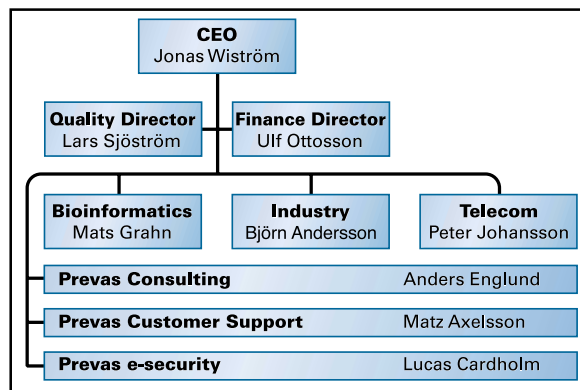 CEO
Jonas Wiström
Quality Director
Lars Sjöström
Finance Director
Ulf Ottosson
Bioinformatics
Mats Grahn
Industry
Björn Andersson
Telecom
Peter Johansson
Prevas Consulting Anders Englund
Prevas Customer Support Matz Axelsson
Prevas e-security Lucas Cardholm